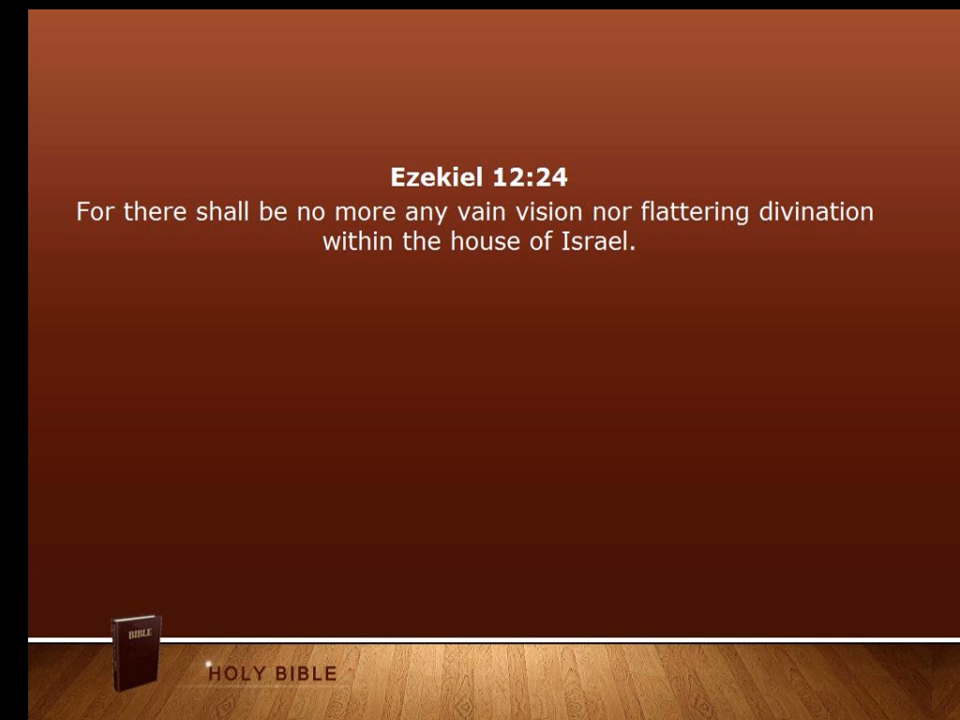 Ezekiel 12:24
For there shall be no more any vain vision nor flattering divination
within the house of Israel.
BIBLE
HOLY BIBLE